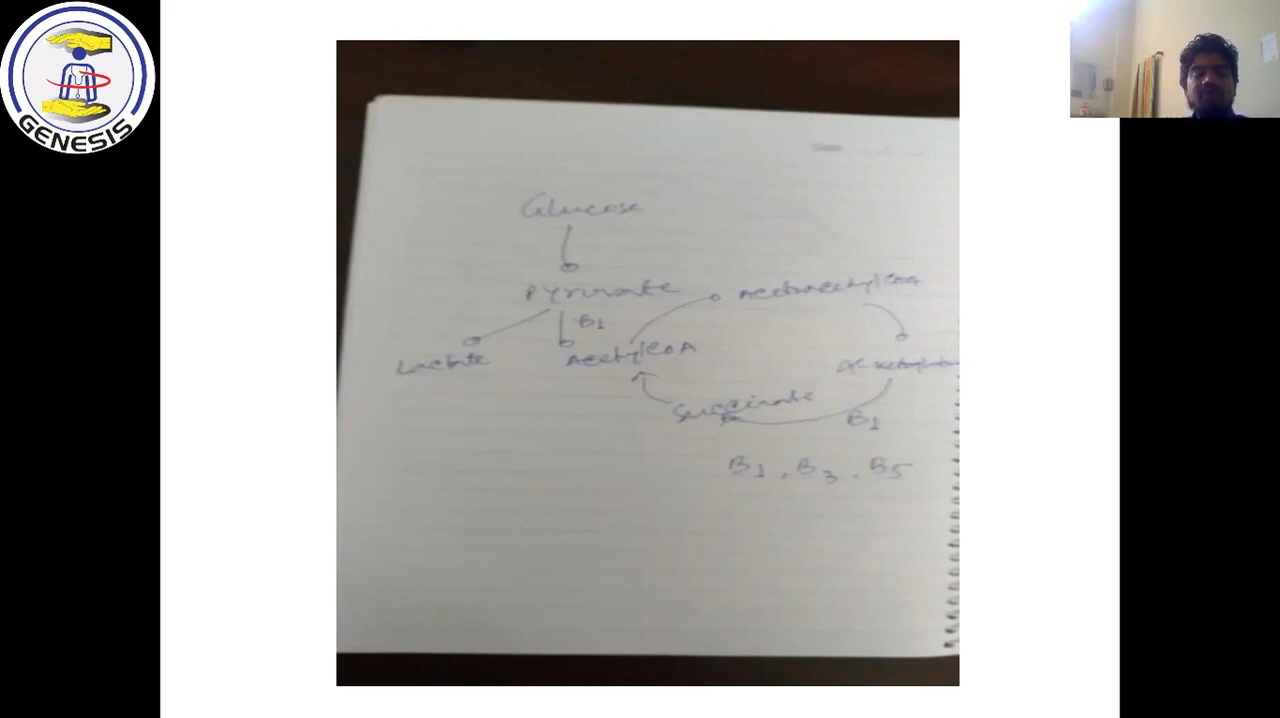 GENESIS
Glucose
Pyruvate
Acetoacetyl CoA
B1
Lactate
Acetyl CoA
Succinate
B1
B1, B3, B5